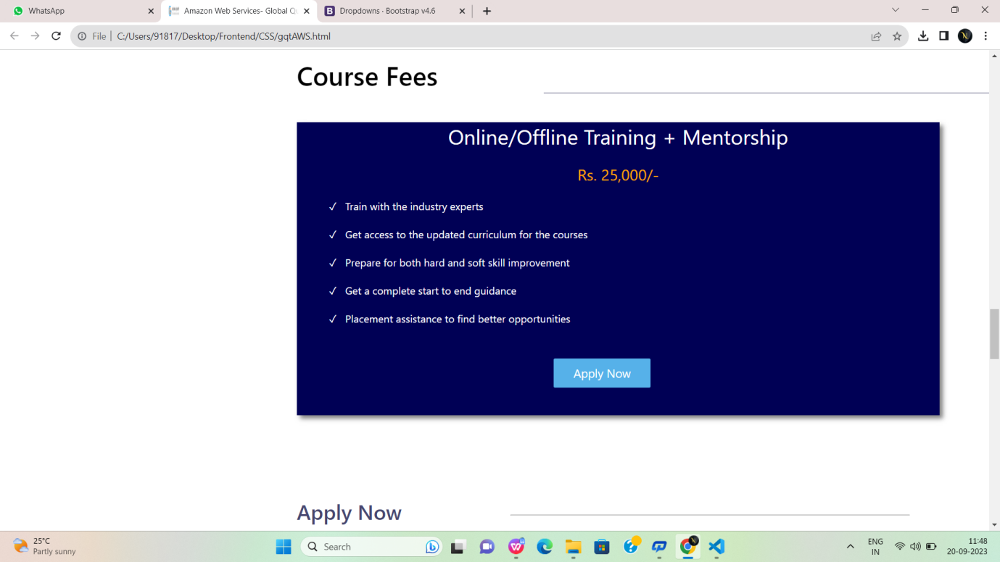 WhatsApp
Amazon Web Services- Global Q
Dropdowns · Bootstrap v4.6
File
C:/Users/91817/Desktop/Frontend/CSS/gqtAWS.html
Course Fees
Online/Offline Training + Mentorship
Rs. 25,000/-
✓ Train with the industry experts
✓ Get access to the updated curriculum for the courses
✓ Prepare for both hard and soft skill improvement
✓ Get a complete start to end guidance
✓ Placement assistance to find better opportunities
Apply Now
Apply Now
25°C
Partly sunny
Search
ENG
IN
11:48
20-09-2023